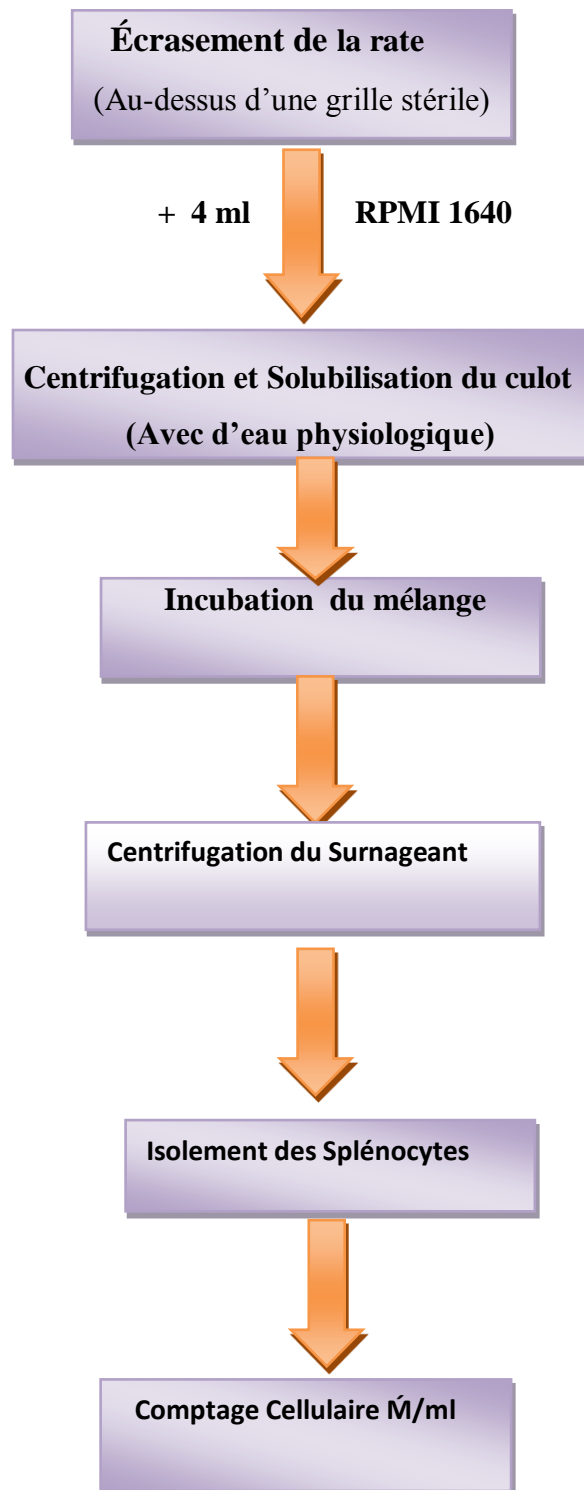 Écrasement de la rate
(Au-dessus d’une grille stérile)
+ 4 ml RPMI 1640
Centrifugation et Solubilisation du culot
(Avec d’eau physiologique)
Incubation du mélange
Centrifugation du Surnageant
Isolement des Splénocytes
Comptage Cellulaire Ḿ/ml